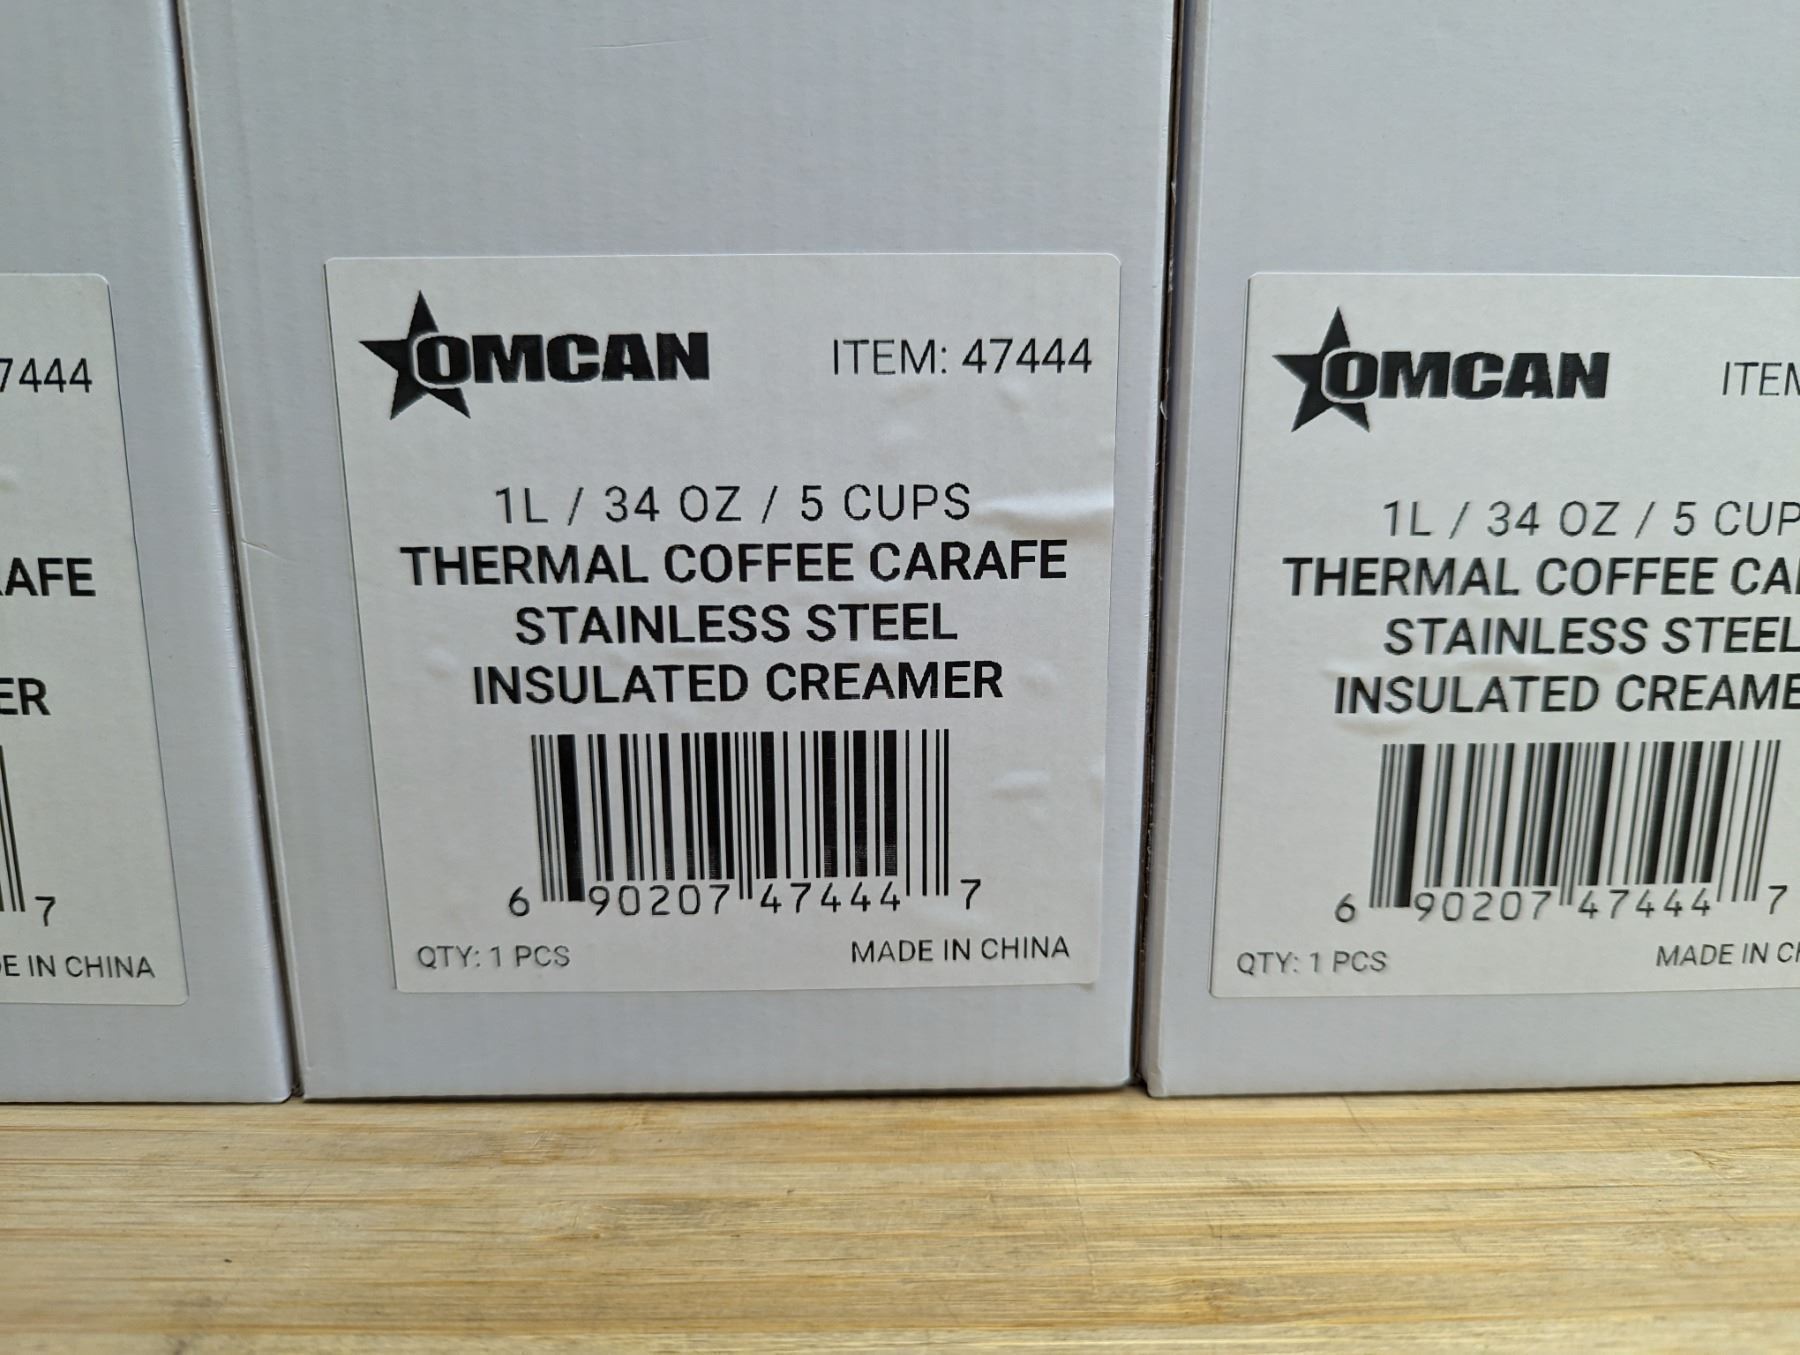 7444
AFE
ER
7
E IN CHINA
OMCAN
ITEM: 47444
1L / 34 OZ / 5 CUPS
THERMAL COFFEE CARAFE
STAINLESS STEEL
INSULATED CREAMER
6 90207 47444 7
QTY: 1 PCS
MADE IN CHINA
OMCAN
ITEM
1L / 34 OZ / 5 CUP
THERMAL COFFEE CA
STAINLESS STEEL
INSULATED CREAME
6 90207 47444 7
QTY: 1 PCS
MADE IN CH